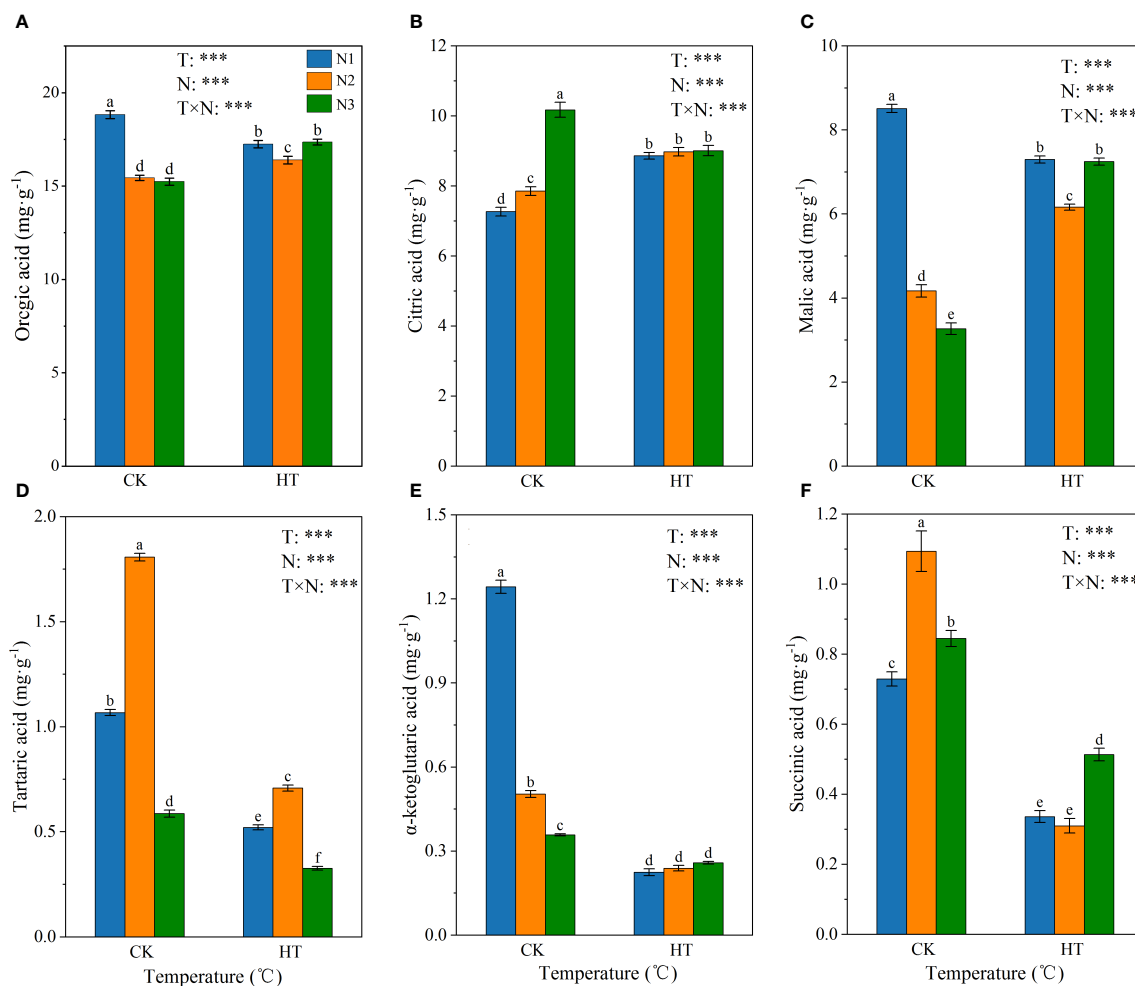 A
Orcgic acid (mg·g⁻¹)
20
15
10
5
0
T: ***
N: ***
T×N: ***
N1
N2
N3
a
d
d
b
c
b
CK
HT
B
Citric acid (mg·g⁻¹)
12
10
8
6
4
2
0
T: ***
N: ***
T×N: ***
d
c
a
b
b
b
CK
HT
C
Malic acid (mg·g⁻¹)
10
8
6
4
2
0
T: ***
N: ***
T×N: ***
a
d
e
b
c
b
CK
HT
D
Tartaric acid (mg·g⁻¹)
2.0
1.5
1.0
0.5
0.0
T: ***
N: ***
T×N: ***
b
a
d
e
c
f
CK
HT
Temperature (℃)
E
α-ketoglutaric acid (mg·g⁻¹)
1.5
1.2
0.9
0.6
0.3
0.0
T: ***
N: ***
T×N: ***
a
b
c
d
d
d
CK
HT
Temperature (℃)
F
Succinic acid (mg·g⁻¹)
1.2
1.0
0.8
0.6
0.4
0.2
0.0
T: ***
N: ***
T×N: ***
c
a
b
e
e
d
CK
HT
Temperature (℃)